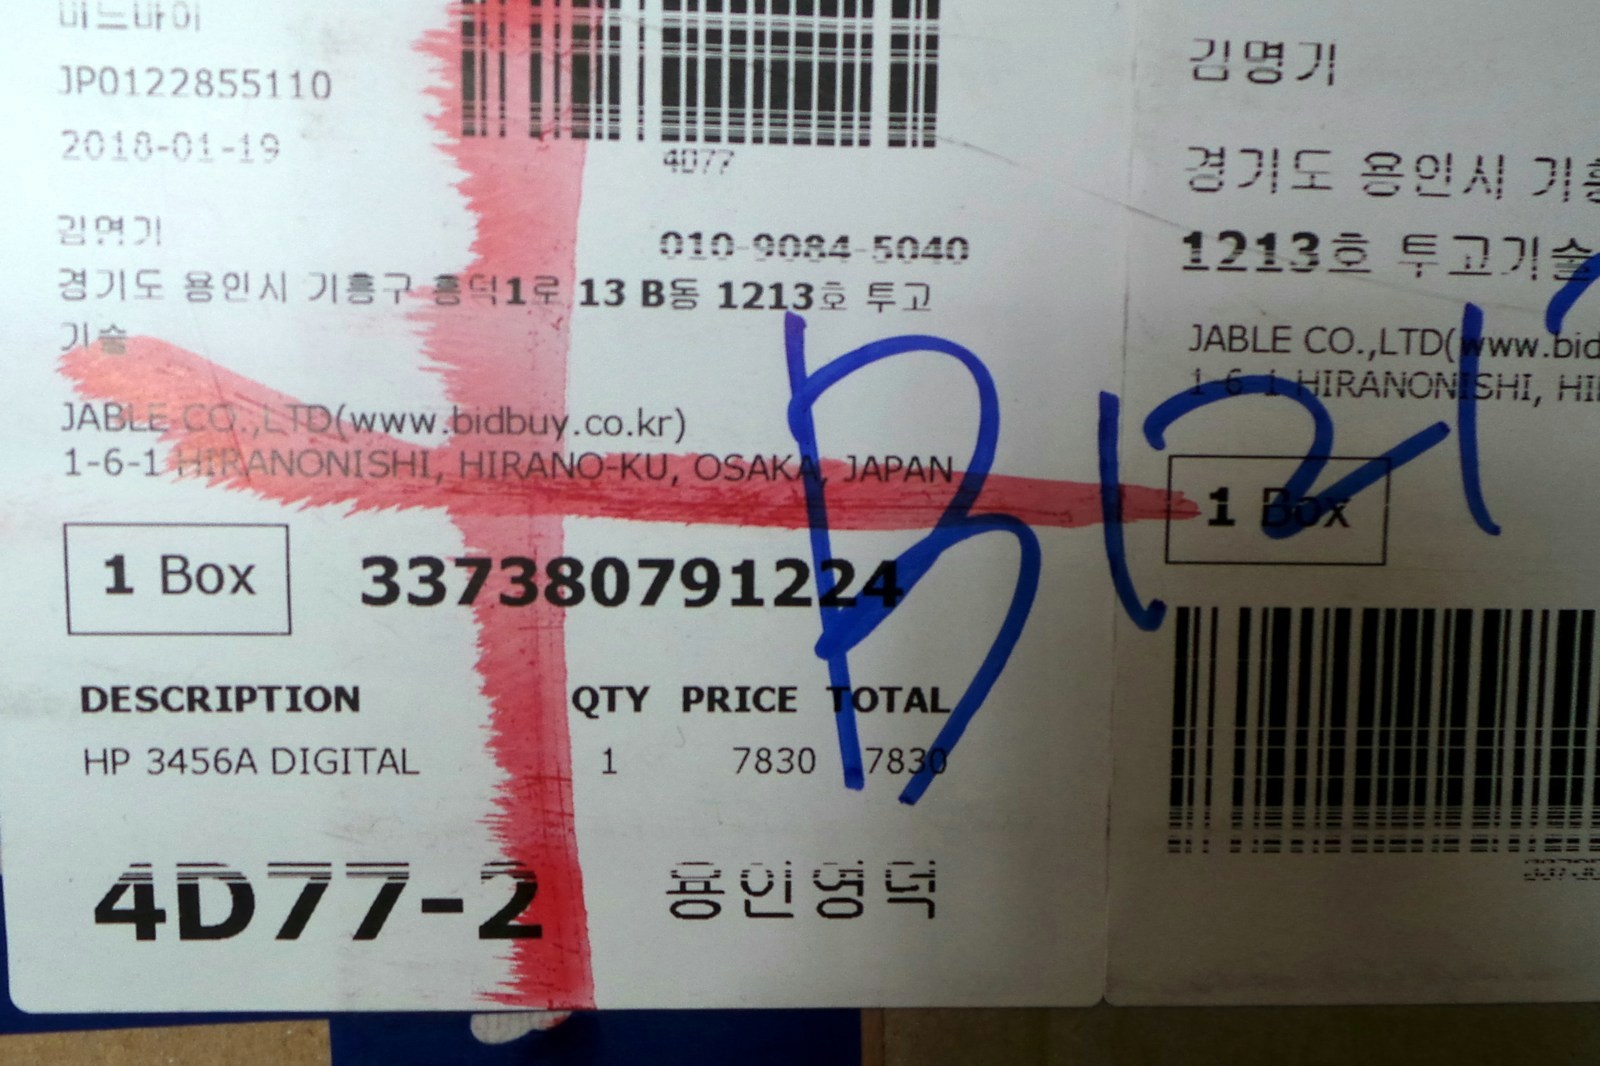 JP0122855110
2018-01-19
4D77
김명기
010-9084-5040
경기도 용인시 기흥구 흥덕1로 13 B동 1213호 투고
기술
JABLE CO.,LTD(www.bidbuy.co.kr)
1-6-1 HIRANONISHI, HIRANO-KU, OSAKA, JAPAN
1 Box
337380791224
DESCRIPTION QTY PRICE TOTAL
HP 3456A DIGITAL 1 7830 7830
4D77-2 용인영덕
김명기
경기도 용인시
1213호 투고기술
JABLE CO.,LTD(www.bid
1-6-1 HIRANONISHI, HI
1 Box
B121